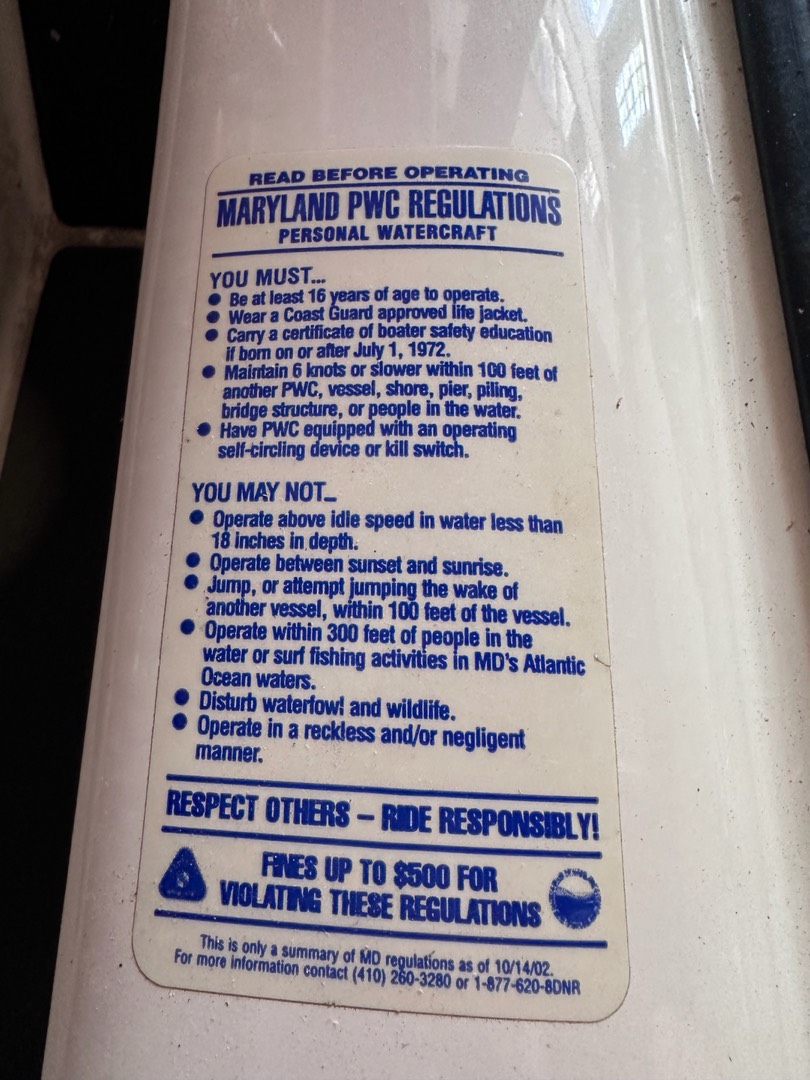 READ BEFORE OPERATING
MARYLAND PWC REGULATIONS
PERSONAL WATERCRAFT
YOU MUST...
● Be at least 16 years of age to operate.
● Wear a Coast Guard approved life jacket.
● Carry a certificate of boater safety education
if born on or after July 1, 1972.
● Maintain 6 knots or slower within 100 feet of
another PWC, vessel, shore, pier, piling,
bridge structure, or people in the water.
● Have PWC equipped with an operating
self-circling device or kill switch.
YOU MAY NOT...
● Operate above idle speed in water less than
18 inches in depth.
● Operate between sunset and sunrise.
● Jump, or attempt jumping the wake of
another vessel, within 100 feet of the vessel.
● Operate within 300 feet of people in the
water or surf fishing activities in MD's Atlantic
Ocean waters.
● Disturb waterfowl and wildlife.
● Operate in a reckless and/or negligent
manner.
RESPECT OTHERS – RIDE RESPONSIBLY!
FINES UP TO $500 FOR
VIOLATING THESE REGULATIONS
This is only a summary of MD regulations as of 10/14/02.
For more information contact (410) 260-3280 or 1-877-620-8DNR